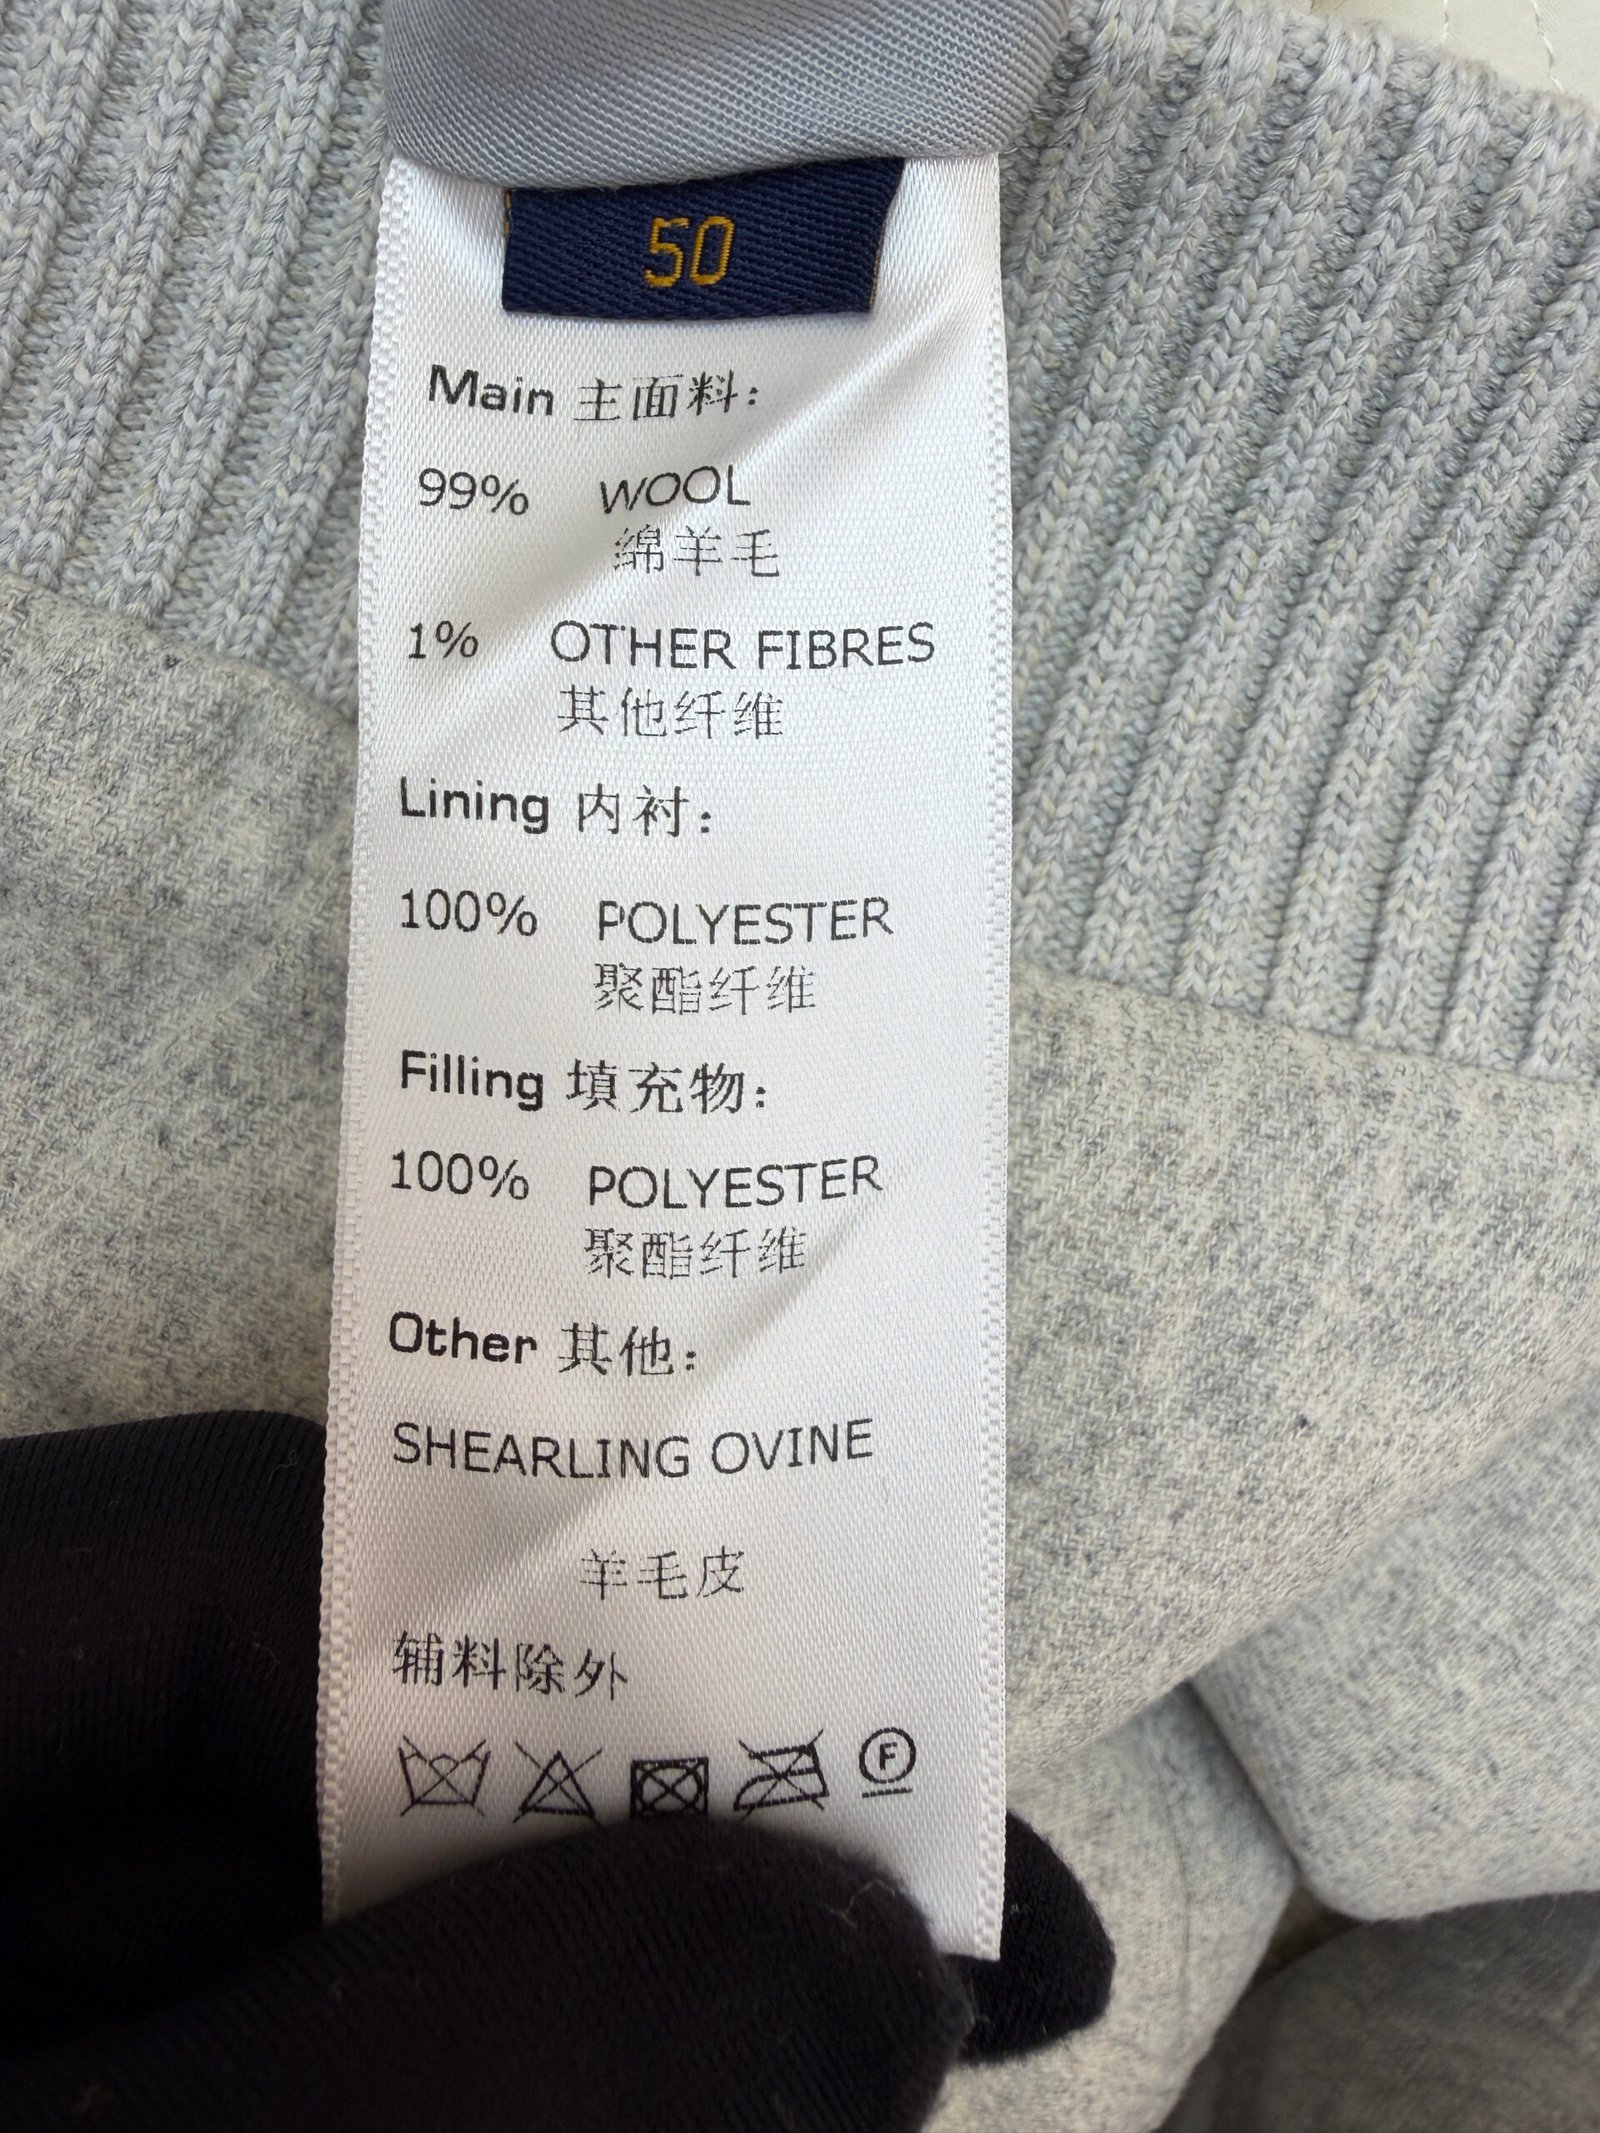 50
Main 主面料:
99% WOOL
绵羊毛
1% OTHER FIBRES
其他纤维
Lining 内衬:
100% POLYESTER
聚酯纤维
Filling 填充物:
100% POLYESTER
聚酯纤维
Other 其他:
SHEARLING OVINE
羊毛皮
辅料除外
F